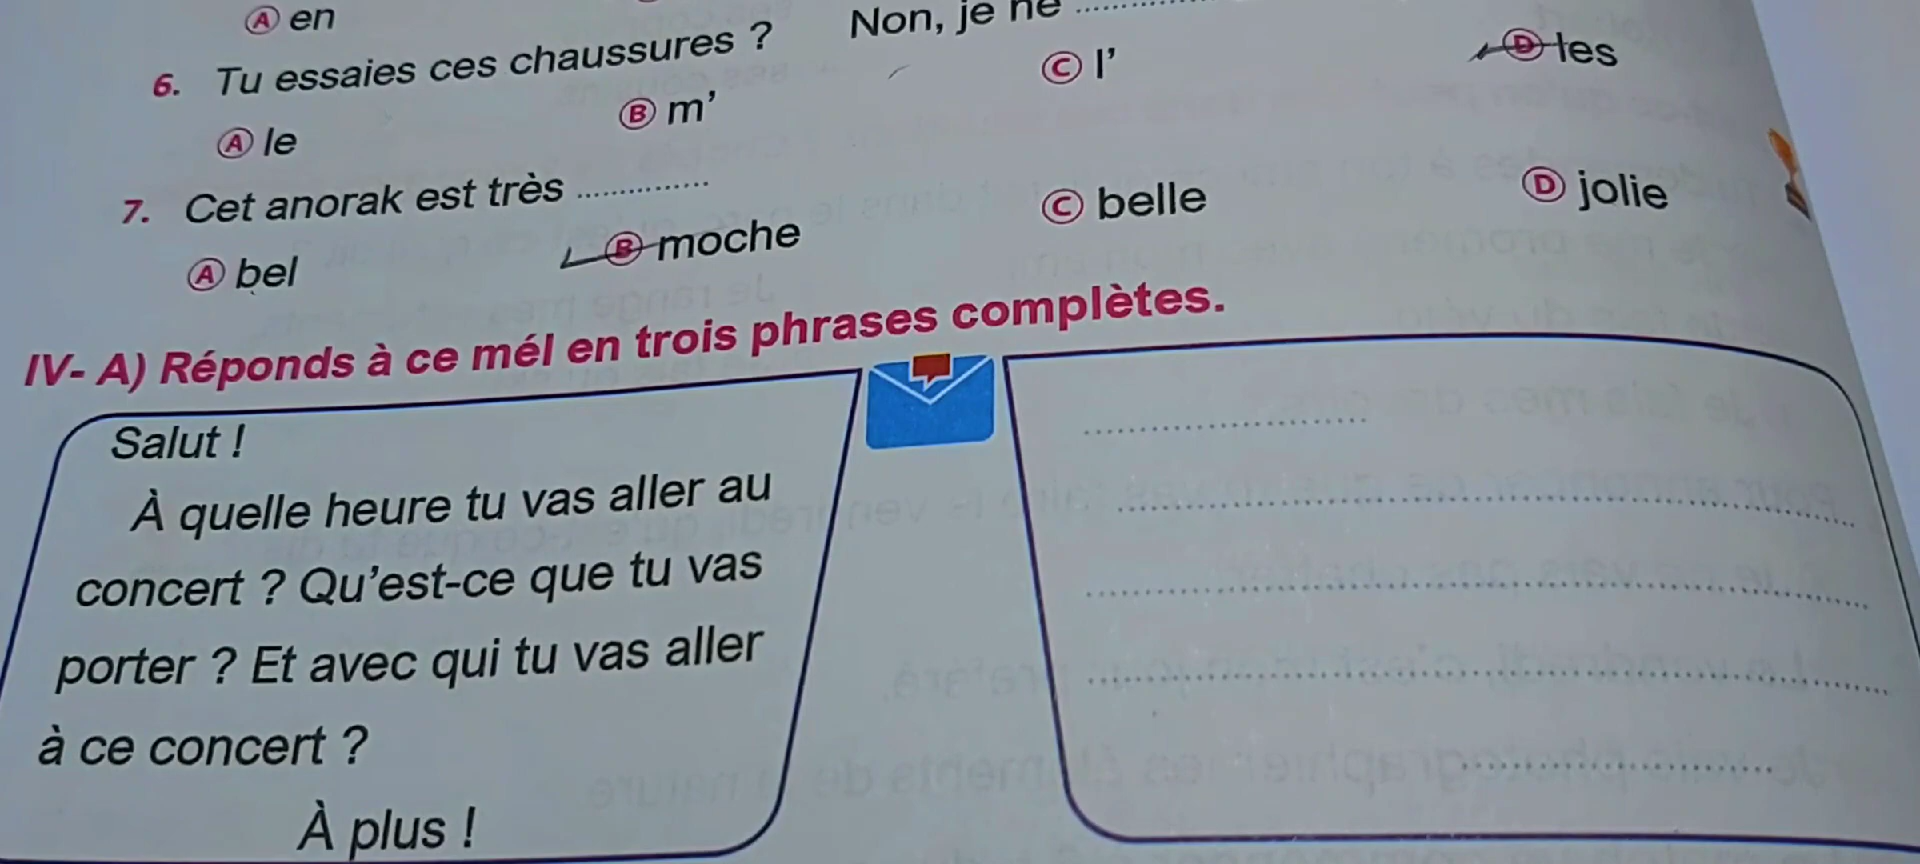 Ⓐ en
6. Tu essaies ces chaussures ? Non, je ne ............
Ⓐ le Ⓑ m’ Ⓒ l’ Ⓓ les
7. Cet anorak est très ............
Ⓐ bel Ⓑ moche Ⓒ belle Ⓓ jolie
IV- A) Réponds à ce mél en trois phrases complètes.
Salut !
À quelle heure tu vas aller au
concert ? Qu’est-ce que tu vas
porter ? Et avec qui tu vas aller
à ce concert ?
À plus !